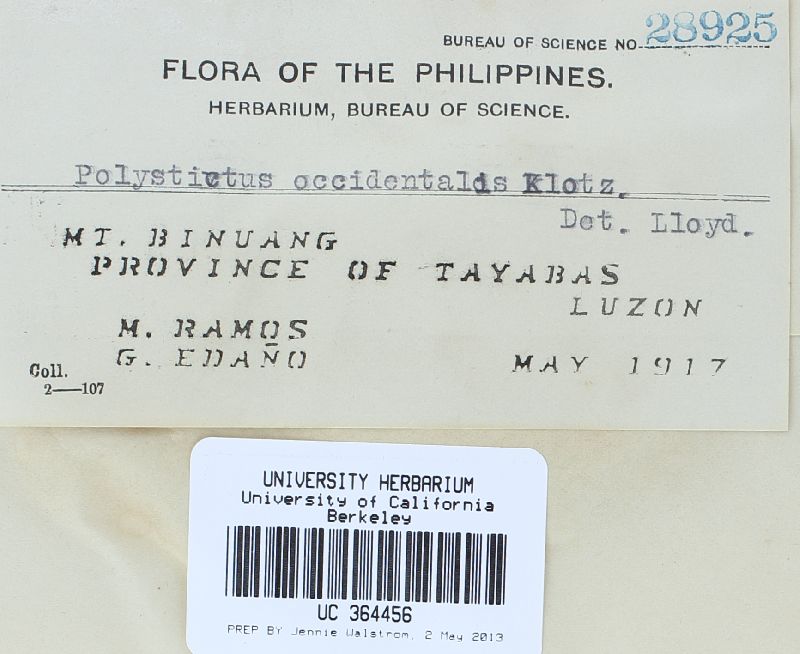 BUREAU OF SCIENCE NO. 28925
FLORA OF THE PHILIPPINES.
HERBARIUM, BUREAU OF SCIENCE.
Polystictus occidentalis Klotz.
Det. Lloyd.
MT. BINUANG
PROVINCE OF TAYABAS
LUZON
M. RAMOS
G. EDAÑO MAY 1917
Coll.
2—107
UNIVERSITY HERBARIUM
University of California
Berkeley
UC 364456
PREP BY Jennie Walstrom, 2 May 2013